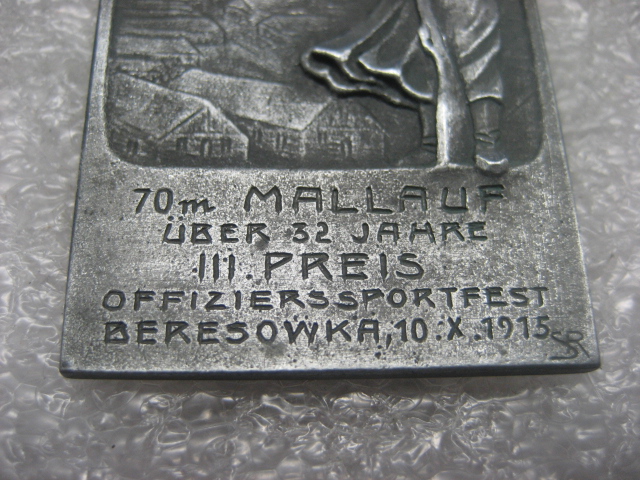 70m MALLAUF
ÜBER 32 JAHRE
III. PREIS
OFFIZIERSSPORTFEST
BERESOWKA, 10.X.1915